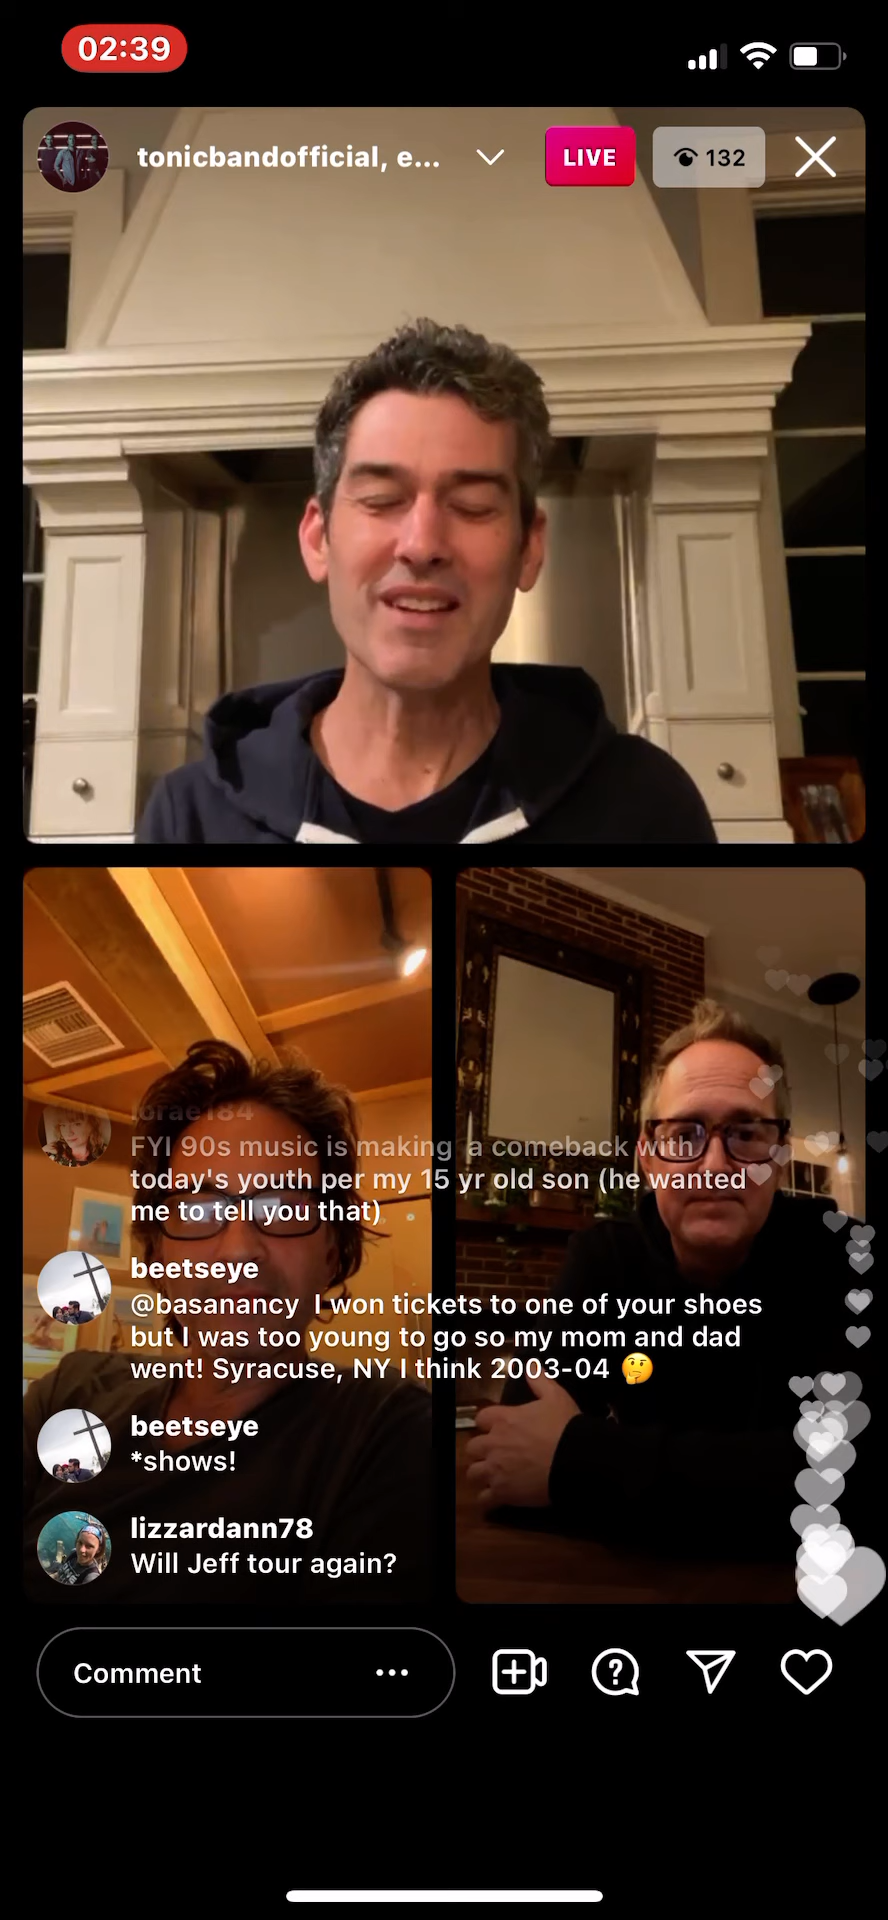 02:39
tonicbandofficial, e...
LIVE
132
lorae184
FYI 90s music is making a comeback with
today's youth per my 15 yr old son (he wanted
me to tell you that)
beetseye
@basanancy I won tickets to one of your shoes
but I was too young to go so my mom and dad
went! Syracuse, NY I think 2003-04 🤔
beetseye
*shows!
lizzardann78
Will Jeff tour again?
Comment